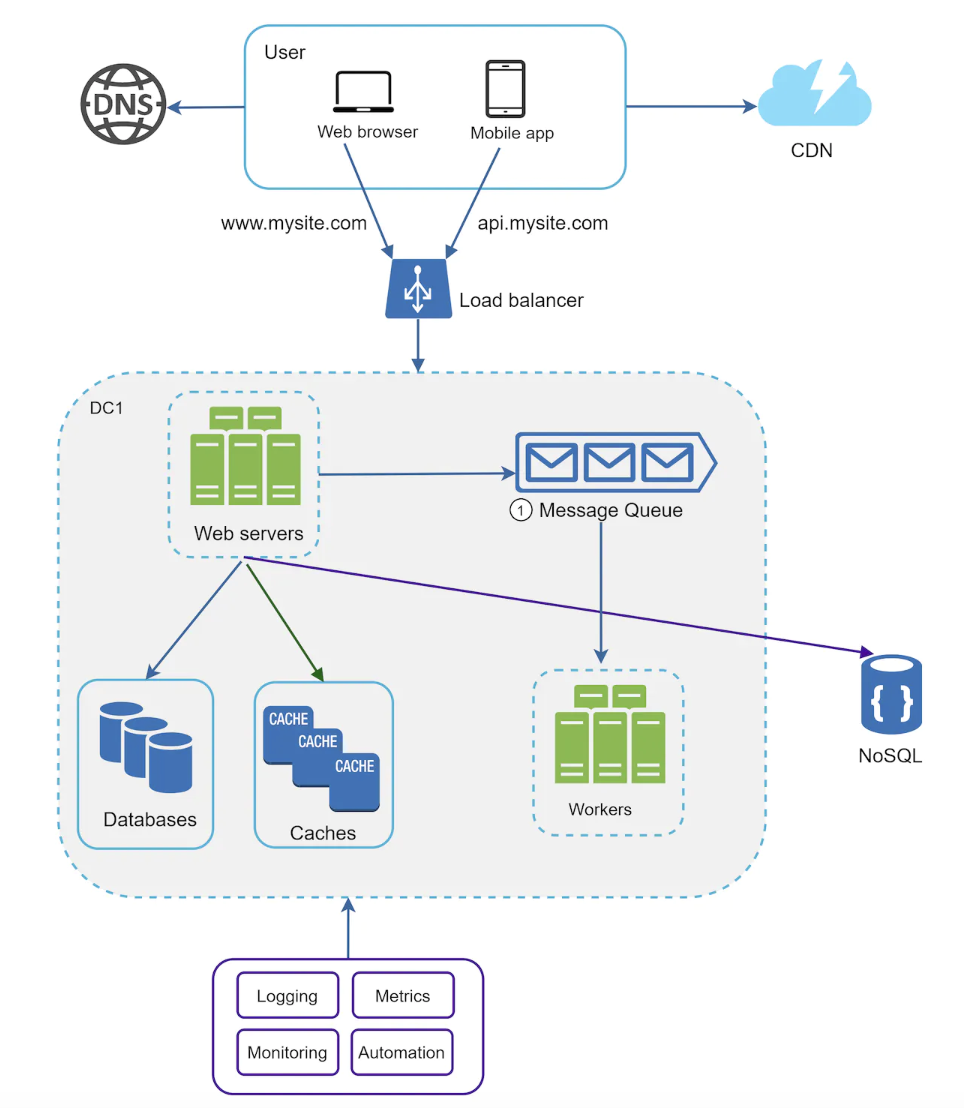 User
DNS
Web browser
Mobile app
CDN
www.mysite.com
api.mysite.com
Load balancer
DC1
Web servers
1 Message Queue
CACHE
CACHE
CACHE
Databases
Caches
Workers
{ }
NoSQL
Logging
Metrics
Monitoring
Automation